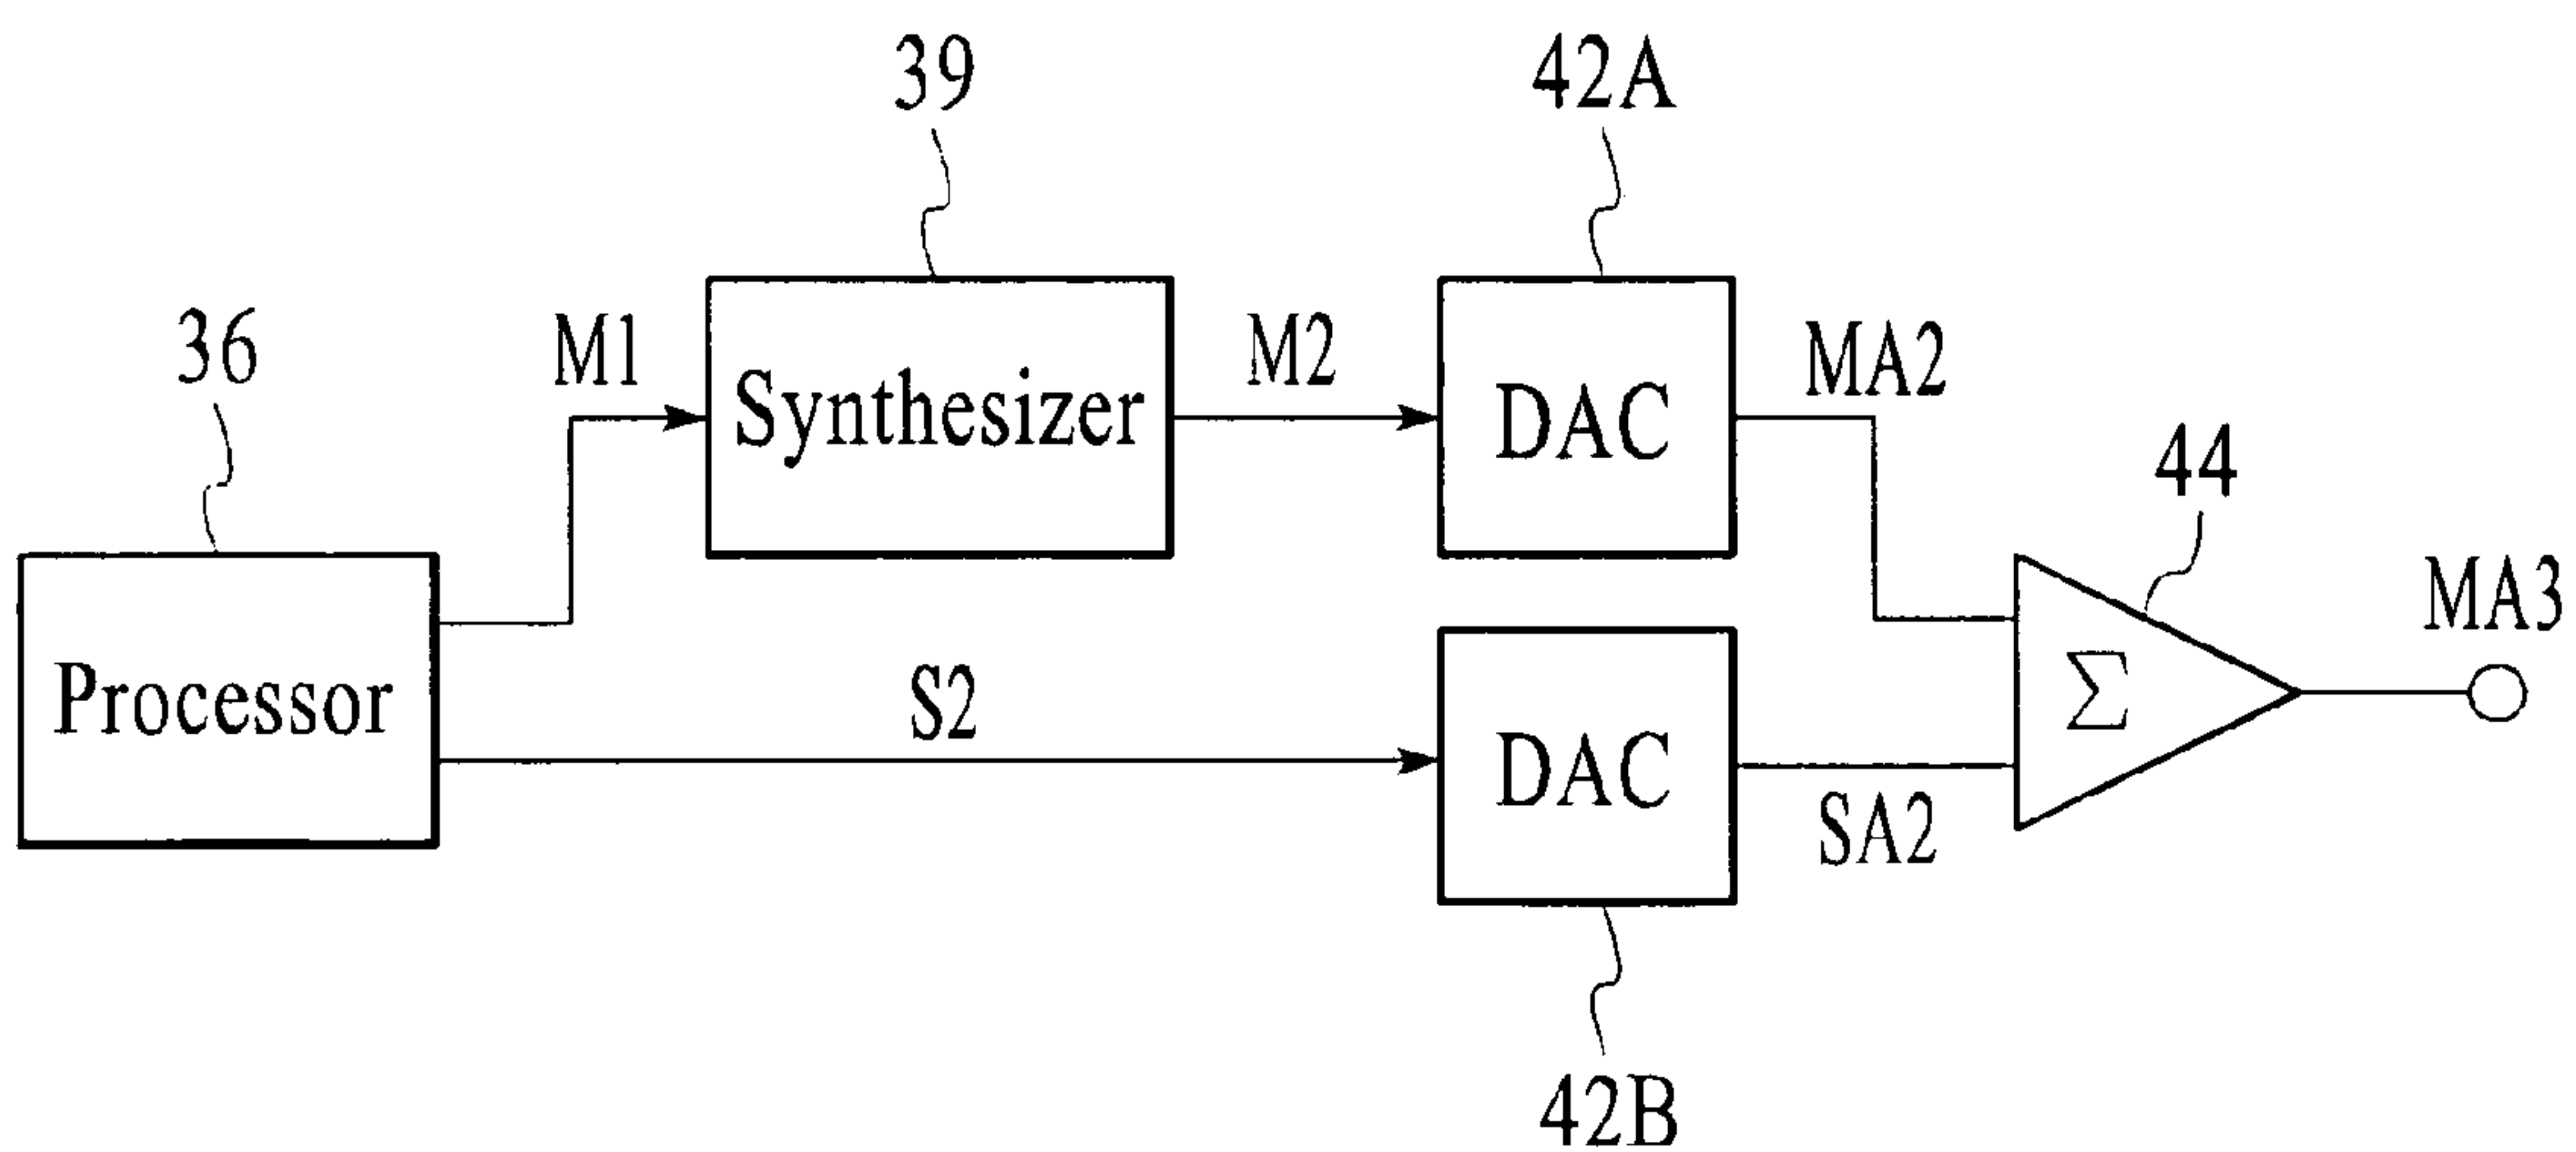 39
42A
36
M1
Synthesizer
M2
DAC
MA2
44
Processor
S2
DAC
SA2
Σ
MA3
42B